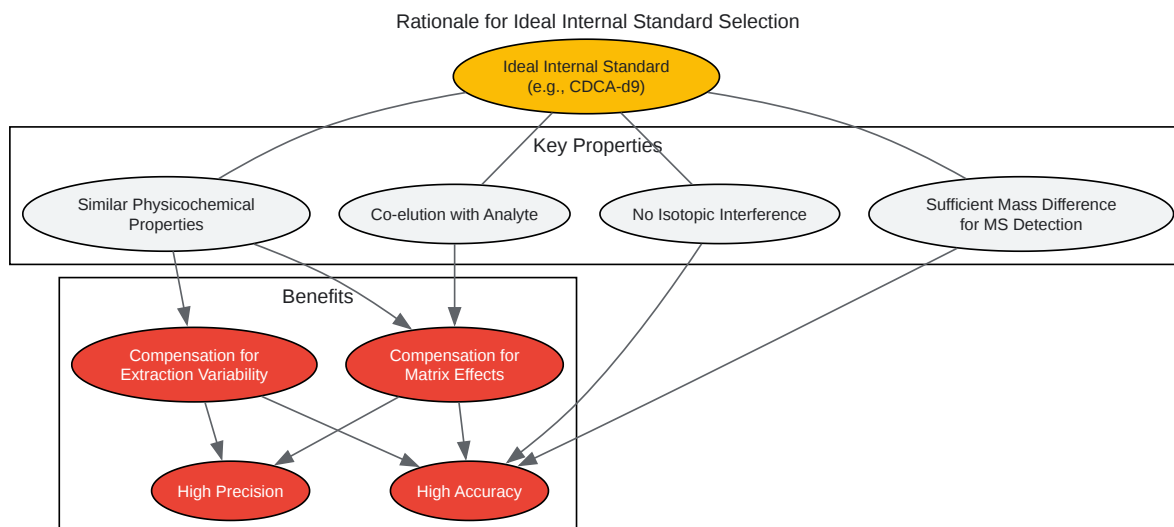 Rationale for Ideal Internal Standard Selection
Ideal Internal Standard
(e.g., CDCA-d9)
Key Properties
Similar Physicochemical
Properties
Co-elution with Analyte
No Isotopic Interference
Sufficient Mass Difference
for MS Detection
Benefits
Compensation for
Extraction Variability
Compensation for
Matrix Effects
High Precision
High Accuracy